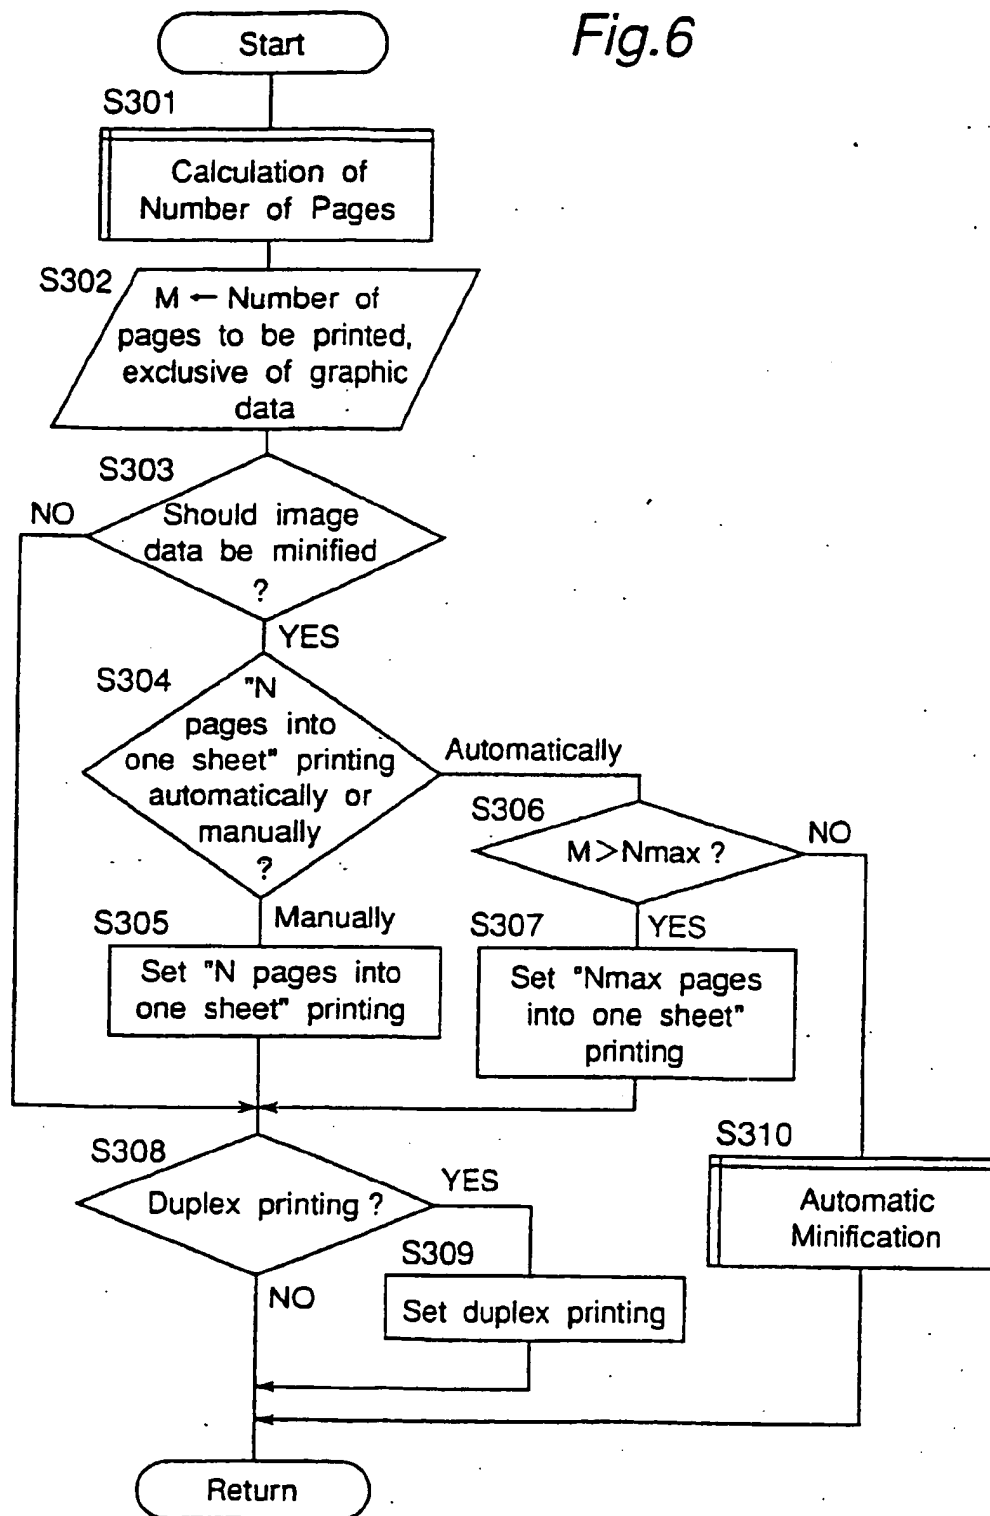 Fig.6
Start
S301
Calculation of
Number of Pages
S302
M ← Number of
pages to be printed,
exclusive of graphic
data
S303
NO
Should image
data be minified
?
YES
S304
"N
pages into
one sheet" printing
automatically or
manually
?
Automatically
S306
M>Nmax ?
NO
S305
Manually
Set "N pages into
one sheet" printing
S307
YES
Set "Nmax pages
into one sheet"
printing
S308
Duplex printing ?
YES
S310
Automatic
Minification
S309
Set duplex printing
NO
Return